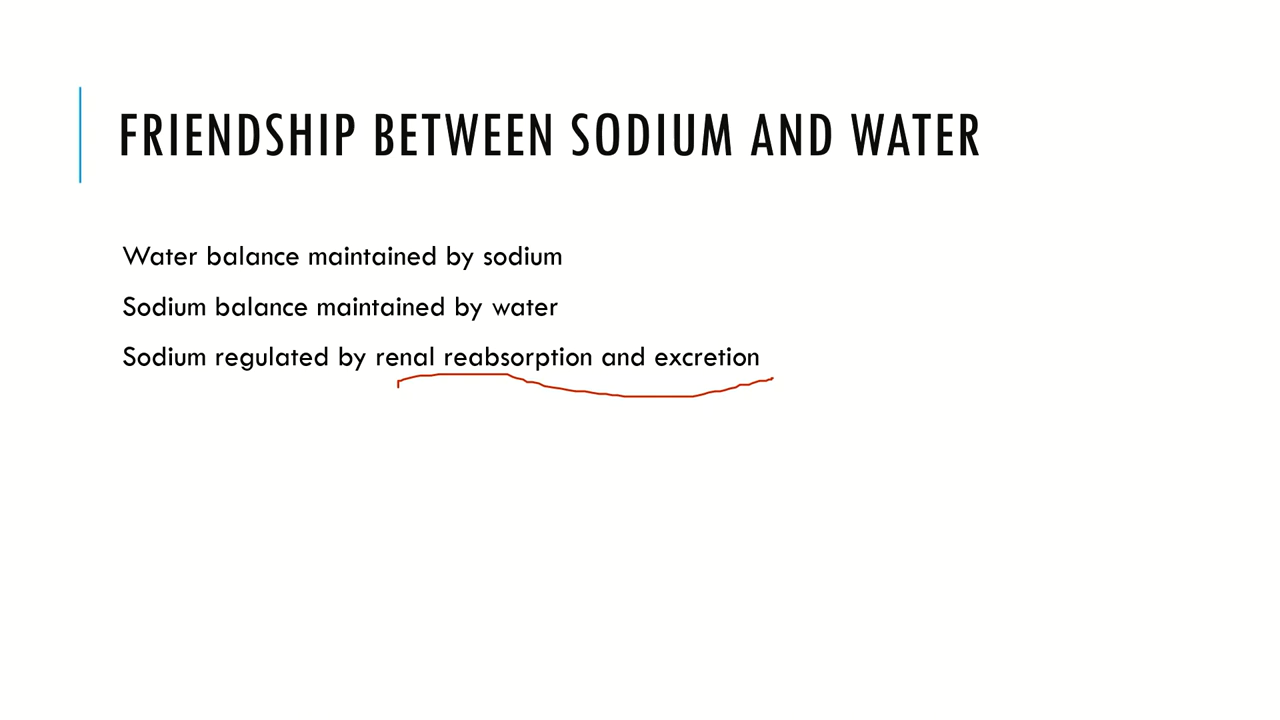 FRIENDSHIP BETWEEN SODIUM AND WATER
Water balance maintained by sodium
Sodium balance maintained by water
Sodium regulated by renal reabsorption and excretion